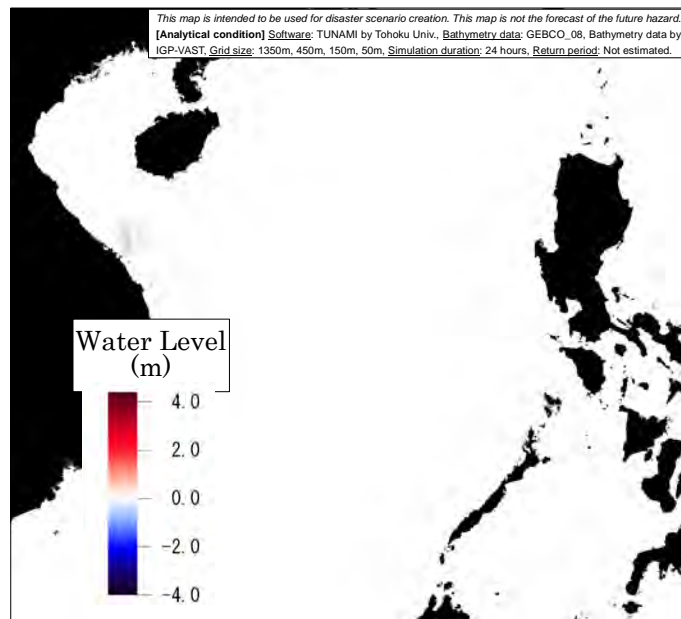 This map is intended to be used for disaster scenario creation. This map is not the forecast of the future hazard.
[Analytical condition] Software: TUNAMI by Tohoku Univ., Bathymetry data: GEBCO_08, Bathymetry data by
IGP-VAST, Grid size: 1350m, 450m, 150m, 50m, Simulation duration: 24 hours, Return period: Not estimated.
Water Level
(m)
4.0
2.0
0.0
-2.0
-4.0